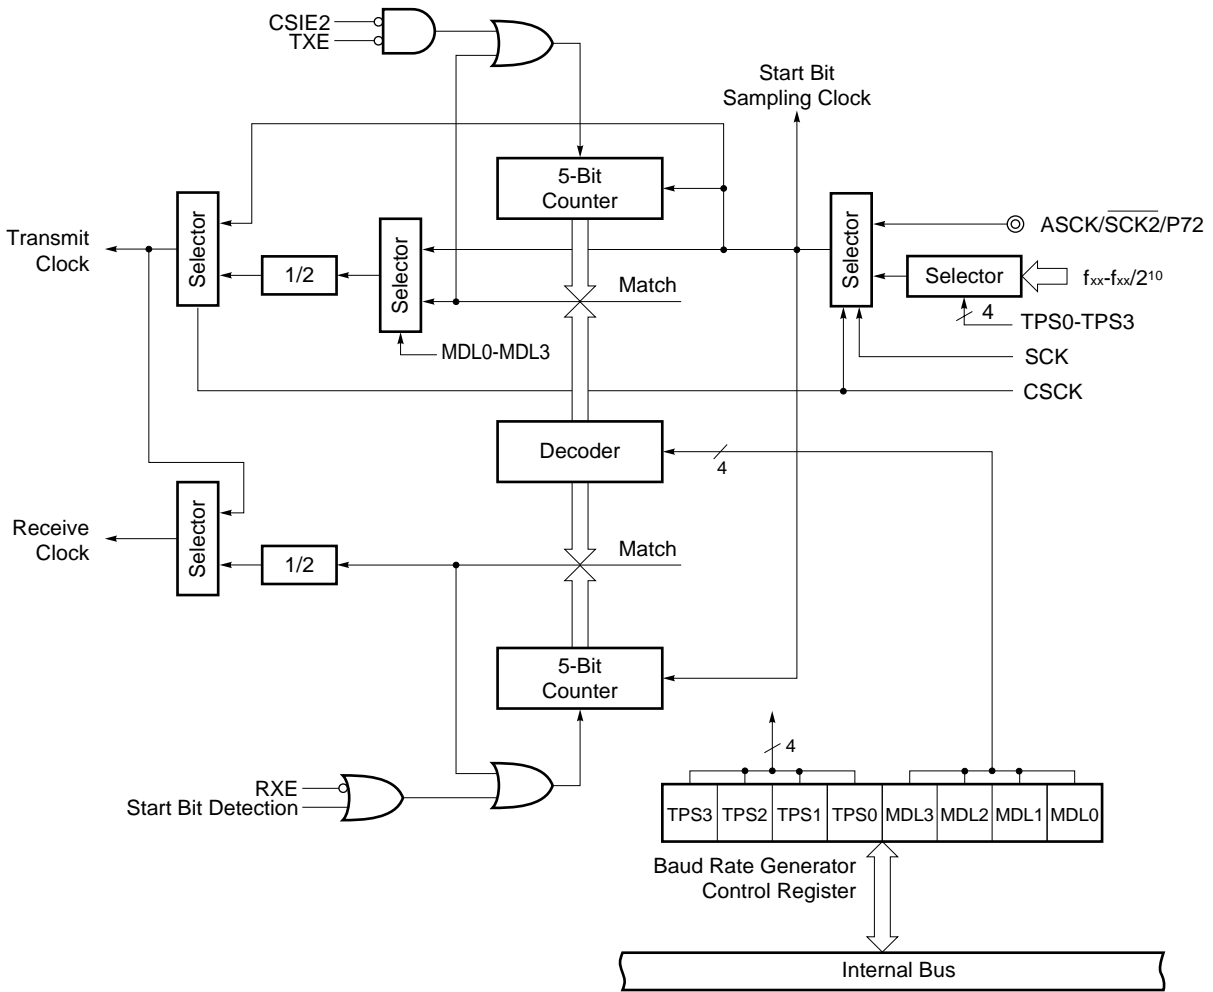 CSIE2
TXE
Start Bit
Sampling Clock
5-Bit
Counter
Selector
Selector
Selector
ASCK/S̅C̅K̅2̅/P72
Transmit
Clock
1/2
Selector
fxx-fxx/2¹⁰
Match
4
TPS0-TPS3
MDL0-MDL3
SCK
CSCK
Decoder
4
Selector
Receive
Clock
1/2
Match
5-Bit
Counter
4
RXE
Start Bit Detection
TPS3 TPS2 TPS1 TPS0 MDL3 MDL2 MDL1 MDL0
Baud Rate Generator
Control Register
Internal Bus